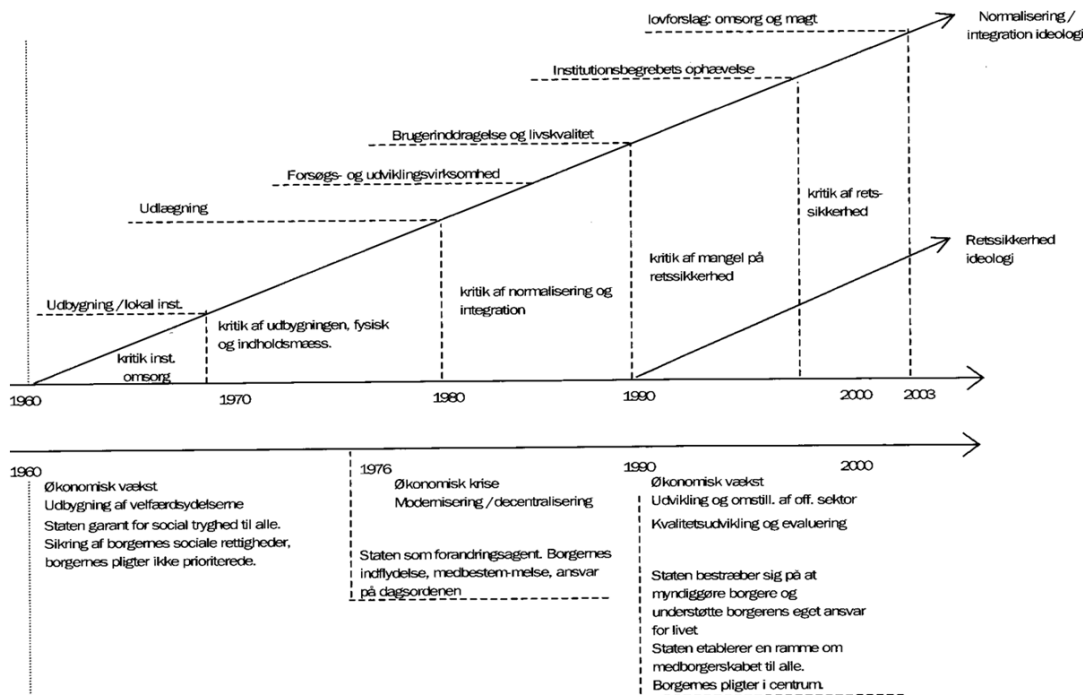 lovforslag: omsorg og magt
Normalisering /
integration ideologi
Institutionsbegrebets ophævelse
Brugerinddragelse og livskvalitet
Forsøgs- og udviklingsvirksomhed
Udlægning
kritik af rets-
sikkerhed
Retssikkerhed
ideologi
kritik af mangel på
retssikkerhed
kritik af normalisering og
integration
Udbygning /lokal inst.
kritik af udbygningen, fysisk
og indholdsmæss.
kritik inst.
omsorg
1960
1970
1980
1990
2000
2003
1960
1976
1990
2000
Økonomisk vækst
Udbygning af velfærdsydelserne
Staten garant for social tryghed til alle.
Sikring af borgernes sociale rettigheder,
borgernes pligter ikke prioriterede.
Økonomisk krise
Modernisering /decentralisering
Staten som forandringsagent. Borgernes
indflydelse, medbestem-melse, ansvar
på dagsordenen
Økonomisk vækst
Udvikling og omstill. af off. sektor
Kvalitetsudvikling og evaluering
Staten bestræber sig på at
myndiggøre borgere og
understøtte borgerens eget ansvar
for livet
Staten etablerer en ramme om
medborgerskabet til alle.
Borgernes pligter i centrum.